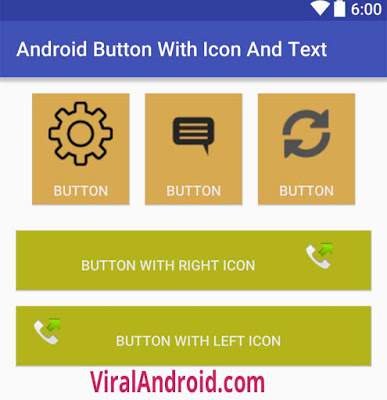 6:00
Android Button With Icon And Text
BUTTON BUTTON BUTTON
BUTTON WITH RIGHT ICON
BUTTON WITH LEFT ICON
ViralAndroid.com